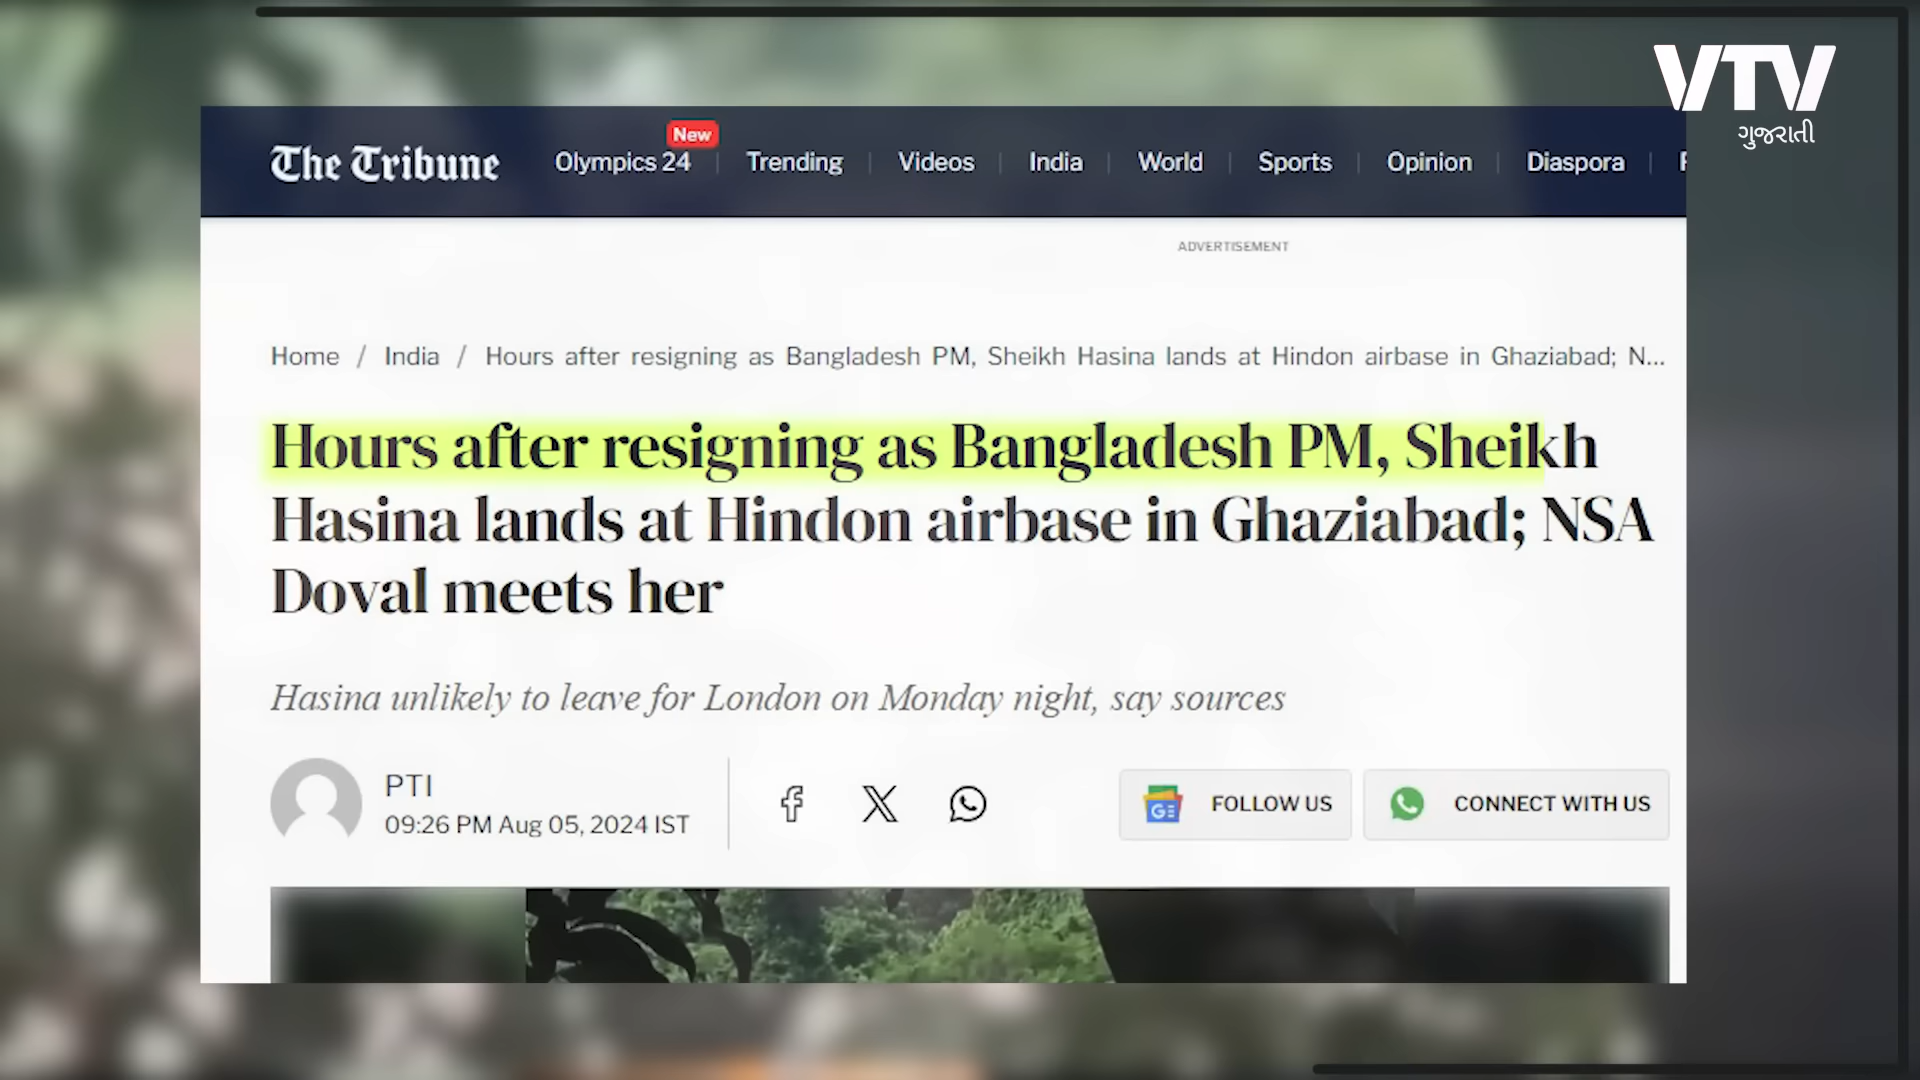 VTV
ગુજરાતી
The Tribune
New
Olympics 24
Trending
Videos
India
World
Sports
Opinion
Diaspora
ADVERTISEMENT
Home / India / Hours after resigning as Bangladesh PM, Sheikh Hasina lands at Hindon airbase in Ghaziabad; N...
Hours after resigning as Bangladesh PM, Sheikh
Hasina lands at Hindon airbase in Ghaziabad; NSA
Doval meets her
Hasina unlikely to leave for London on Monday night, say sources
PTI
09:26 PM Aug 05, 2024 IST
FOLLOW US
CONNECT WITH US